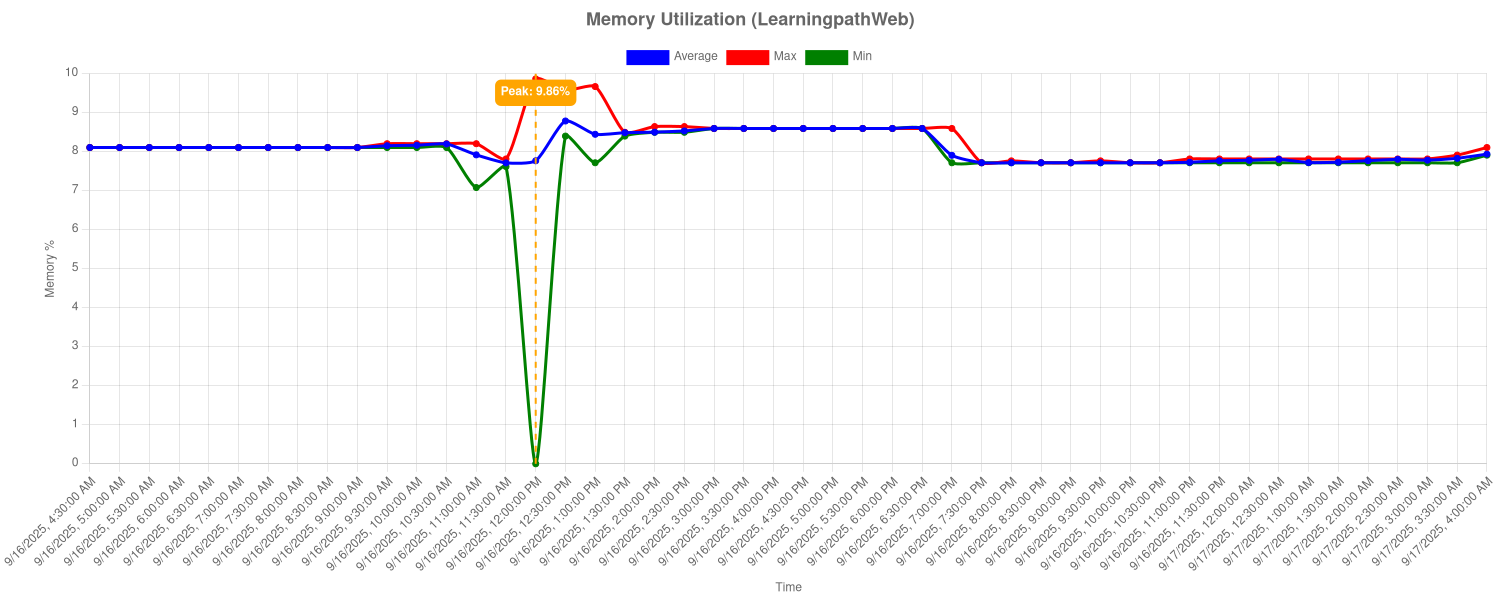 Memory Utilization (LearningpathWeb)
Average Max Min
Peak: 9.86%
10
9
8
7
6
5
4
3
2
1
0
Memory %
9/16/2025, 4:30:00 AM
9/16/2025, 5:00:00 AM
9/16/2025, 5:30:00 AM
9/16/2025, 6:00:00 AM
9/16/2025, 6:30:00 AM
9/16/2025, 7:00:00 AM
9/16/2025, 7:30:00 AM
9/16/2025, 8:00:00 AM
9/16/2025, 8:30:00 AM
9/16/2025, 9:00:00 AM
9/16/2025, 9:30:00 AM
9/16/2025, 10:00:00 AM
9/16/2025, 10:30:00 AM
9/16/2025, 11:00:00 AM
9/16/2025, 11:30:00 AM
9/16/2025, 12:00:00 PM
9/16/2025, 12:30:00 PM
9/16/2025, 1:00:00 PM
9/16/2025, 1:30:00 PM
9/16/2025, 2:00:00 PM
9/16/2025, 2:30:00 PM
9/16/2025, 3:00:00 PM
9/16/2025, 3:30:00 PM
9/16/2025, 4:00:00 PM
9/16/2025, 4:30:00 PM
9/16/2025, 5:00:00 PM
9/16/2025, 5:30:00 PM
9/16/2025, 6:00:00 PM
9/16/2025, 6:30:00 PM
9/16/2025, 7:00:00 PM
9/16/2025, 7:30:00 PM
9/16/2025, 8:00:00 PM
9/16/2025, 8:30:00 PM
9/16/2025, 9:00:00 PM
9/16/2025, 9:30:00 PM
9/16/2025, 10:00:00 PM
9/16/2025, 10:30:00 PM
9/16/2025, 11:00:00 PM
9/16/2025, 11:30:00 PM
9/17/2025, 12:00:00 AM
9/17/2025, 12:30:00 AM
9/17/2025, 1:00:00 AM
9/17/2025, 1:30:00 AM
9/17/2025, 2:00:00 AM
9/17/2025, 2:30:00 AM
9/17/2025, 3:00:00 AM
9/17/2025, 3:30:00 AM
9/17/2025, 4:00:00 AM
Time